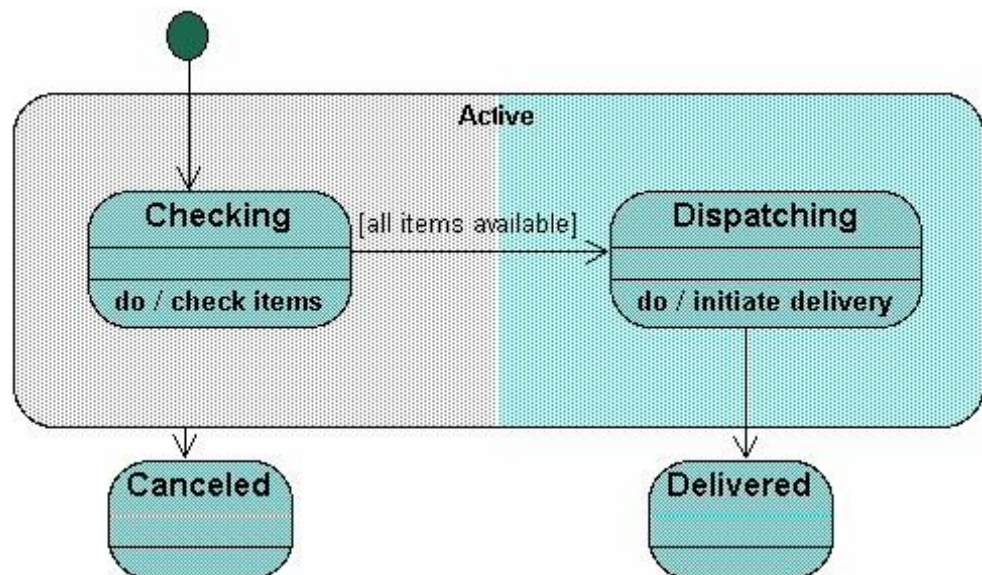 Active
Checking
[all items available]
Dispatching
do / check items
do / initiate delivery
Canceled
Delivered